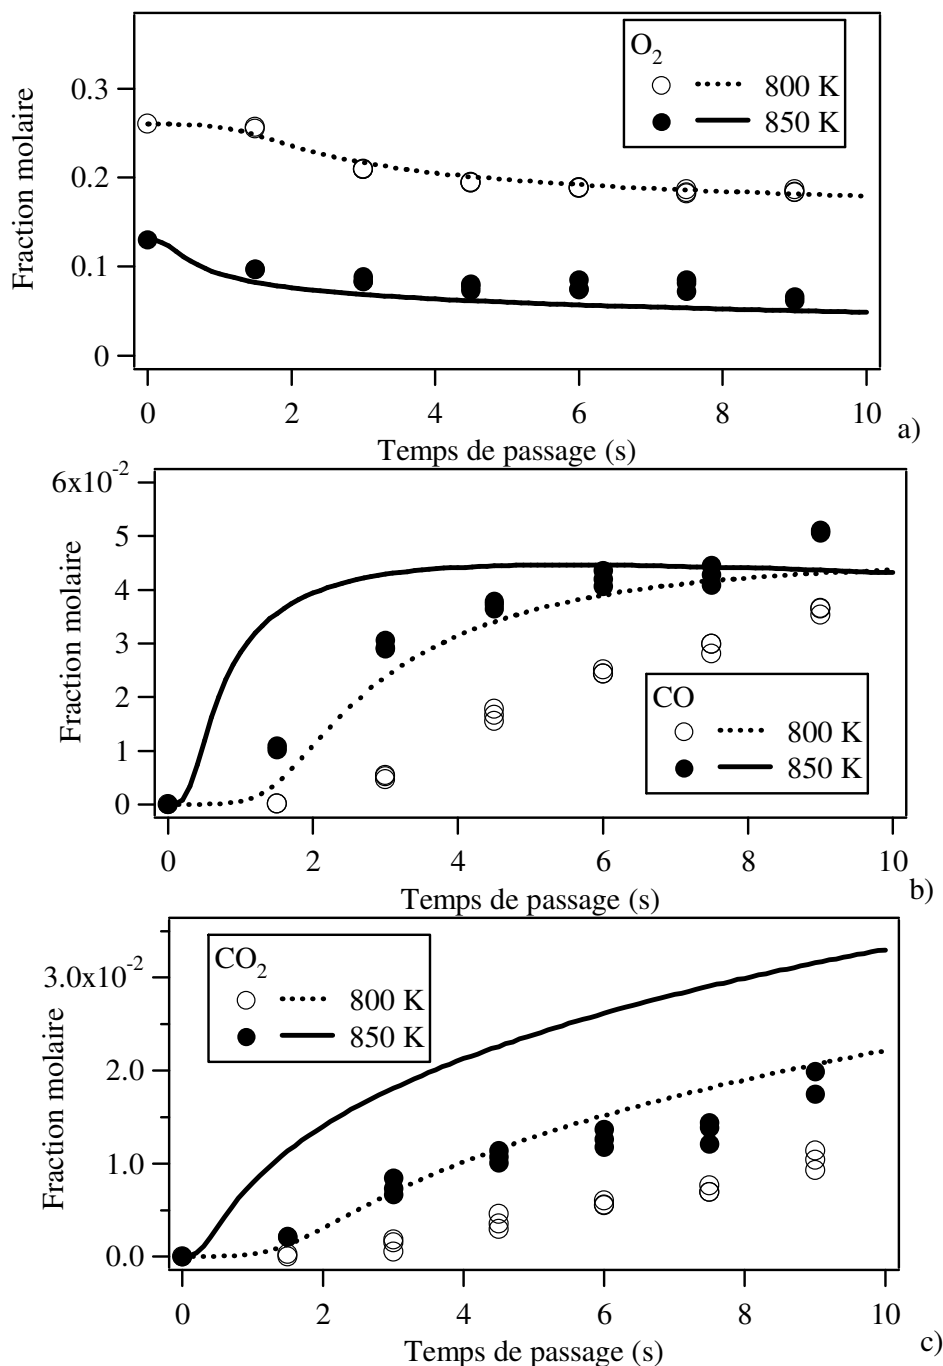 O2
800 K
850 K
Fraction molaire
0.3
0.2
0.1
0
0 2 4 6 8 10
Temps de passage (s)
a)
6x10-2
5
4
3
2
1
0
Fraction molaire
CO
800 K
850 K
0 2 4 6 8 10
Temps de passage (s)
b)
CO2
800 K
850 K
3.0x10-2
2.0
1.0
0.0
Fraction molaire
0 2 4 6 8 10
Temps de passage (s)
c)